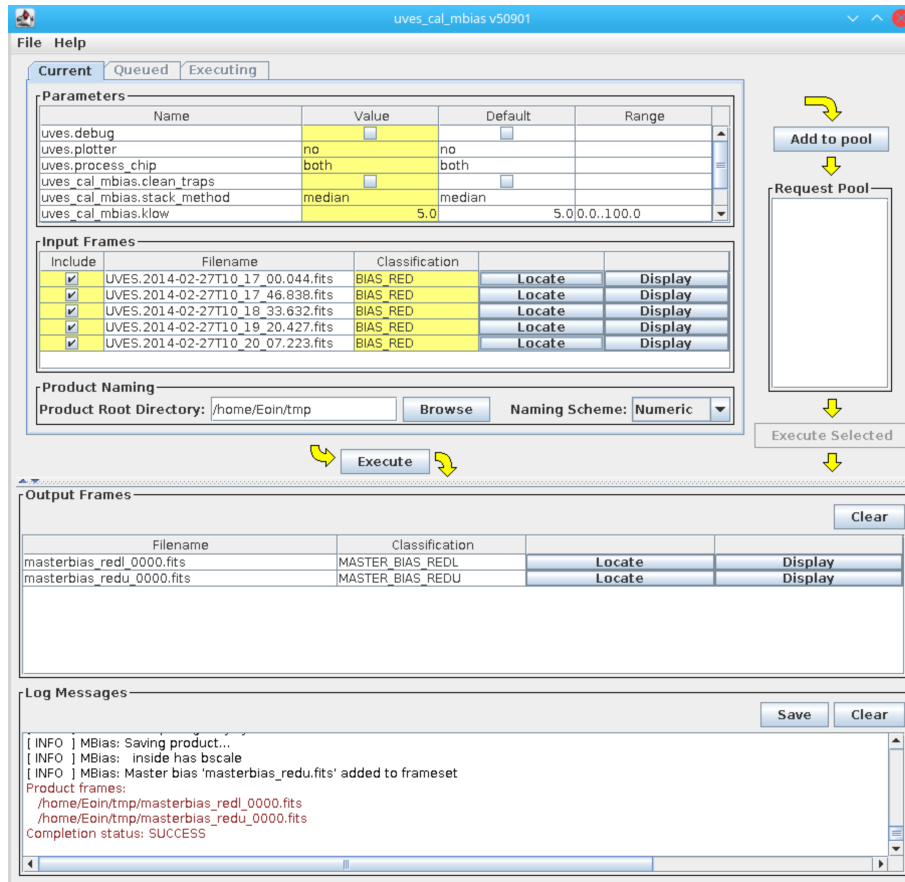 uves_cal_mbias v50901
File Help
Current Queued Executing
Parameters
Name Value Default Range
uves.debug
uves.plotter no no
uves.process_chip both both
uves_cal_mbias.clean_traps
uves_cal_mbias.stack_method median median
uves_cal_mbias.klow 5.0 5.0 0.0..100.0
Input Frames
Include Filename Classification
UVES.2014-02-27T10_17_00.044.fits BIAS_RED Locate Display
UVES.2014-02-27T10_17_46.838.fits BIAS_RED Locate Display
UVES.2014-02-27T10_18_33.632.fits BIAS_RED Locate Display
UVES.2014-02-27T10_19_20.427.fits BIAS_RED Locate Display
UVES.2014-02-27T10_20_07.223.fits BIAS_RED Locate Display
Product Naming
Product Root Directory: /home/Eoin/tmp Browse Naming Scheme: Numeric
Add to pool
Request Pool
Execute Selected
Execute
Output Frames
Clear
Filename Classification
masterbias_redl_0000.fits MASTER_BIAS_REDL Locate Display
masterbias_redu_0000.fits MASTER_BIAS_REDU Locate Display
Log Messages
Save Clear
[ INFO ] MBias: Saving product...
[ INFO ] MBias: inside has bscale
[ INFO ] MBias: Master bias 'masterbias_redu.fits' added to frameset
Product frames:
/home/Eoin/tmp/masterbias_redl_0000.fits
/home/Eoin/tmp/masterbias_redu_0000.fits
Completion status: SUCCESS